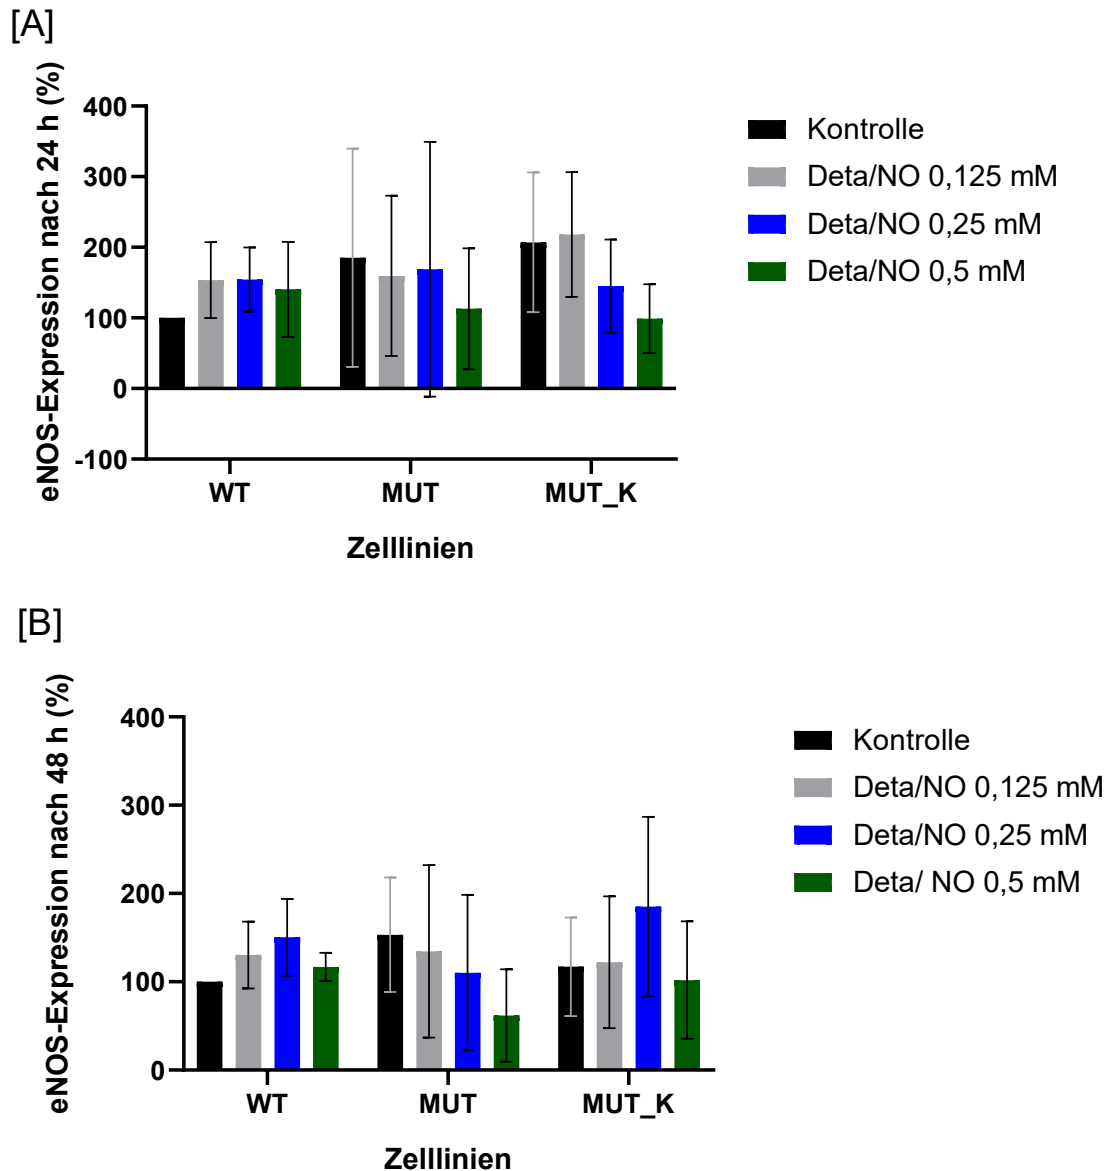 [A]
eNOS-Expression nach 24 h (%)
400
300
200
100
0
-100
WT MUT MUT_K
Zelllinien
Kontrolle
Deta/NO 0,125 mM
Deta/NO 0,25 mM
Deta/NO 0,5 mM
[B]
eNOS-Expression nach 48 h (%)
400
300
200
100
0
WT MUT MUT_K
Zelllinien
Kontrolle
Deta/NO 0,125 mM
Deta/NO 0,25 mM
Deta/ NO 0,5 mM